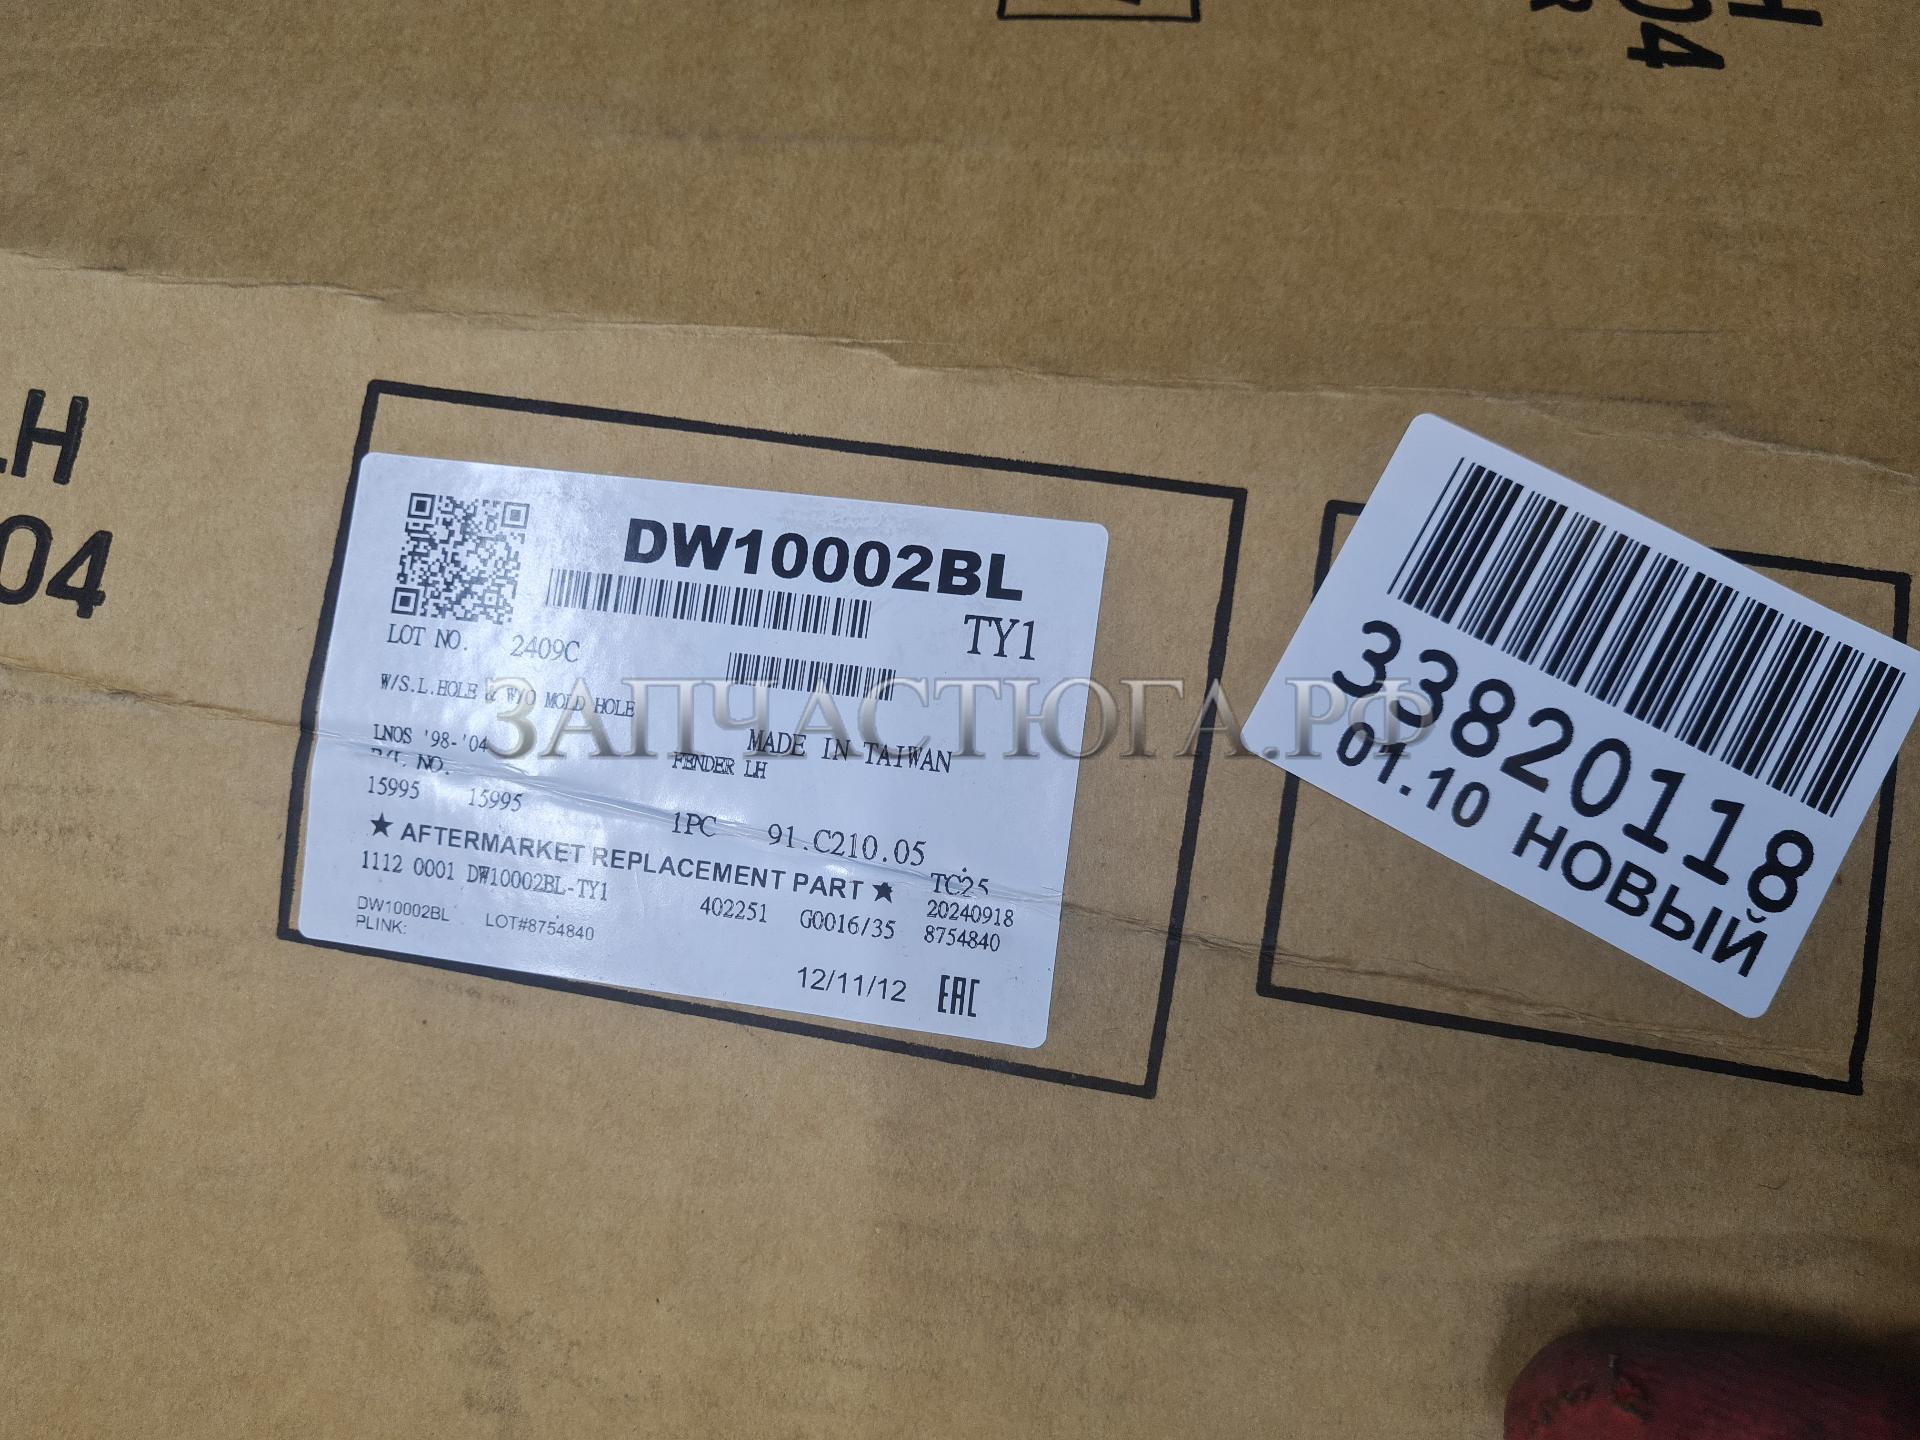 04
LH
04
DW10002BL
TY1
LOT NO. 2409C
W/S.L.HOLE & W/O MOLD HOLE
MADE IN TAIWAN
LNOS '98-'04
FENDER LH
P/L NO.
15995 15995
1PC 91.C210.05
★ AFTERMARKET REPLACEMENT PART ★
TC25
1112 0001 DW10002BL-TY1
402251 G0016/35 20240918
DW10002BL LOT#8754840
8754840
PLINK:
12/11/12 EAC
33820118
01.10 НОВЫЙ
ЗАПЧАСТЮГА.РФ